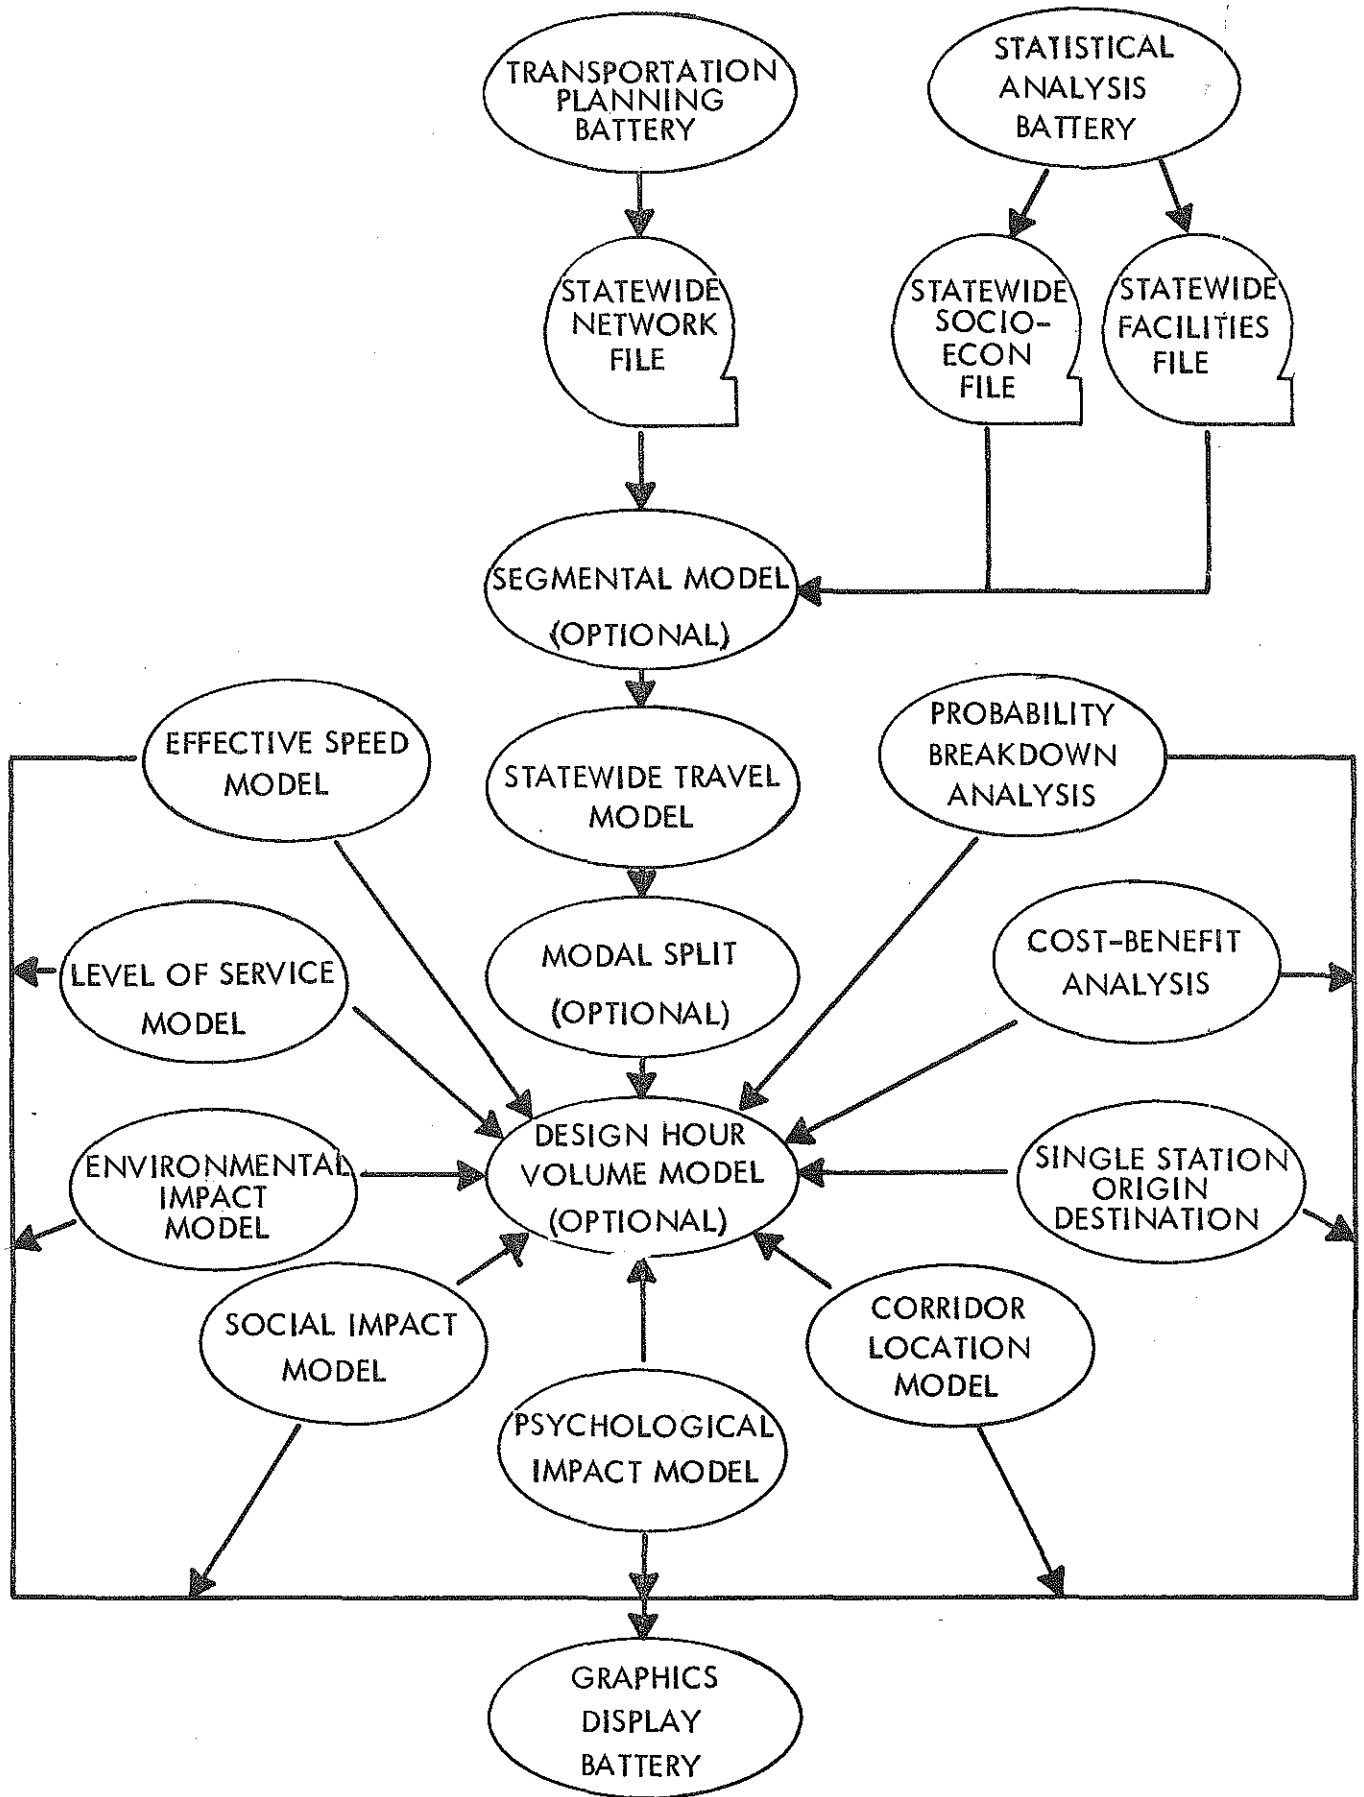 TRANSPORTATION
PLANNING
BATTERY
STATISTICAL
ANALYSIS
BATTERY
STATEWIDE
NETWORK
FILE
STATEWIDE
SOCIO-
ECON
FILE
STATEWIDE
FACILITIES
FILE
SEGMENTAL MODEL
(OPTIONAL)
EFFECTIVE SPEED
MODEL
STATEWIDE TRAVEL
MODEL
PROBABILITY
BREAKDOWN
ANALYSIS
LEVEL OF SERVICE
MODEL
MODAL SPLIT
(OPTIONAL)
COST-BENEFIT
ANALYSIS
ENVIRONMENTAL
IMPACT
MODEL
DESIGN HOUR
VOLUME MODEL
(OPTIONAL)
SINGLE STATION
ORIGIN
DESTINATION
SOCIAL IMPACT
MODEL
PSYCHOLOGICAL
IMPACT MODEL
CORRIDOR
LOCATION
MODEL
GRAPHICS
DISPLAY
BATTERY